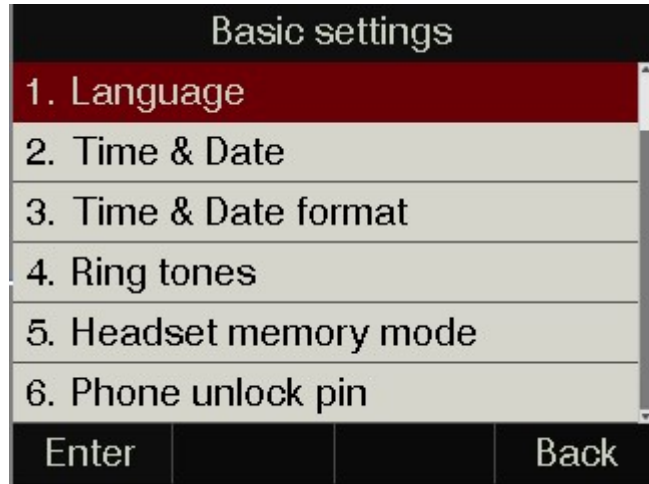 Basic settings
1. Language
2. Time & Date
3. Time & Date format
4. Ring tones
5. Headset memory mode
6. Phone unlock pin
Enter Back